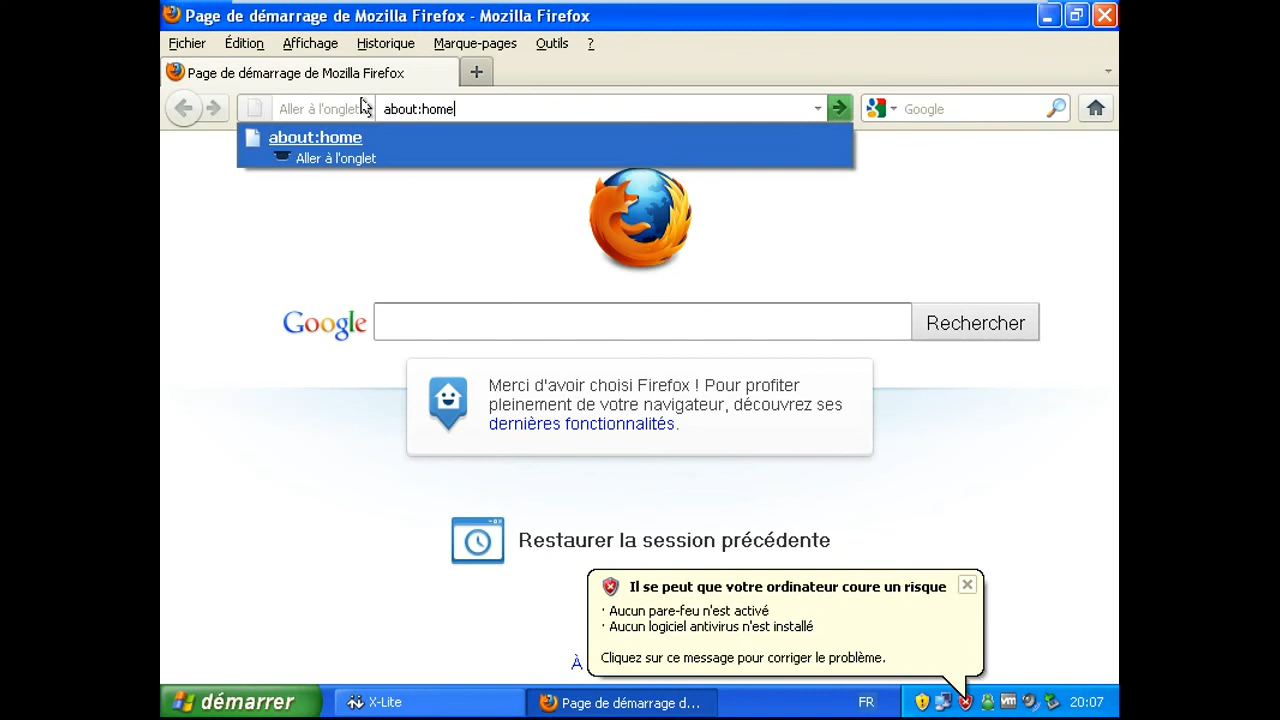 Page de démarrage de Mozilla Firefox - Mozilla Firefox
Fichier Édition Affichage Historique Marque-pages Outils ?
Page de démarrage de Mozilla Firefox
Aller à l'onglet about:home
Google
about:home
Aller à l'onglet
Google
Rechercher
Merci d'avoir choisi Firefox ! Pour profiter
pleinement de votre navigateur, découvrez ses
dernières fonctionnalités.
Restaurer la session précédente
Il se peut que votre ordinateur coure un risque
· Aucun pare-feu n'est activé
· Aucun logiciel antivirus n'est installé
Cliquez sur ce message pour corriger le problème.
À
démarrer X-Lite Page de démarrage d... FR 20:07